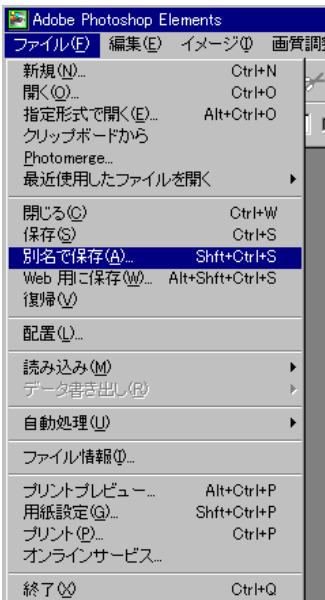 Adobe Photoshop Elements
ファイル(F) 編集(E) イメージ(I) 画質調
新規(N)... Ctrl+N
開く(O)... Ctrl+O
指定形式で開く(E)... Alt+Ctrl+O
クリップボードから
Photomerge...
最近使用したファイルを開く
閉じる(C) Ctrl+W
保存(S) Ctrl+S
別名で保存(A)... Shft+Ctrl+S
Web 用に保存(W)... Alt+Shft+Ctrl+S
復帰(V)
配置(L)...
読み込み(M)
データ書き出し(R)
自動処理(U)
ファイル情報(I)...
プリントプレビュー... Alt+Ctrl+P
用紙設定(G)... Shft+Ctrl+P
プリント(P)... Ctrl+P
オンラインサービス...
終了(X) Ctrl+Q